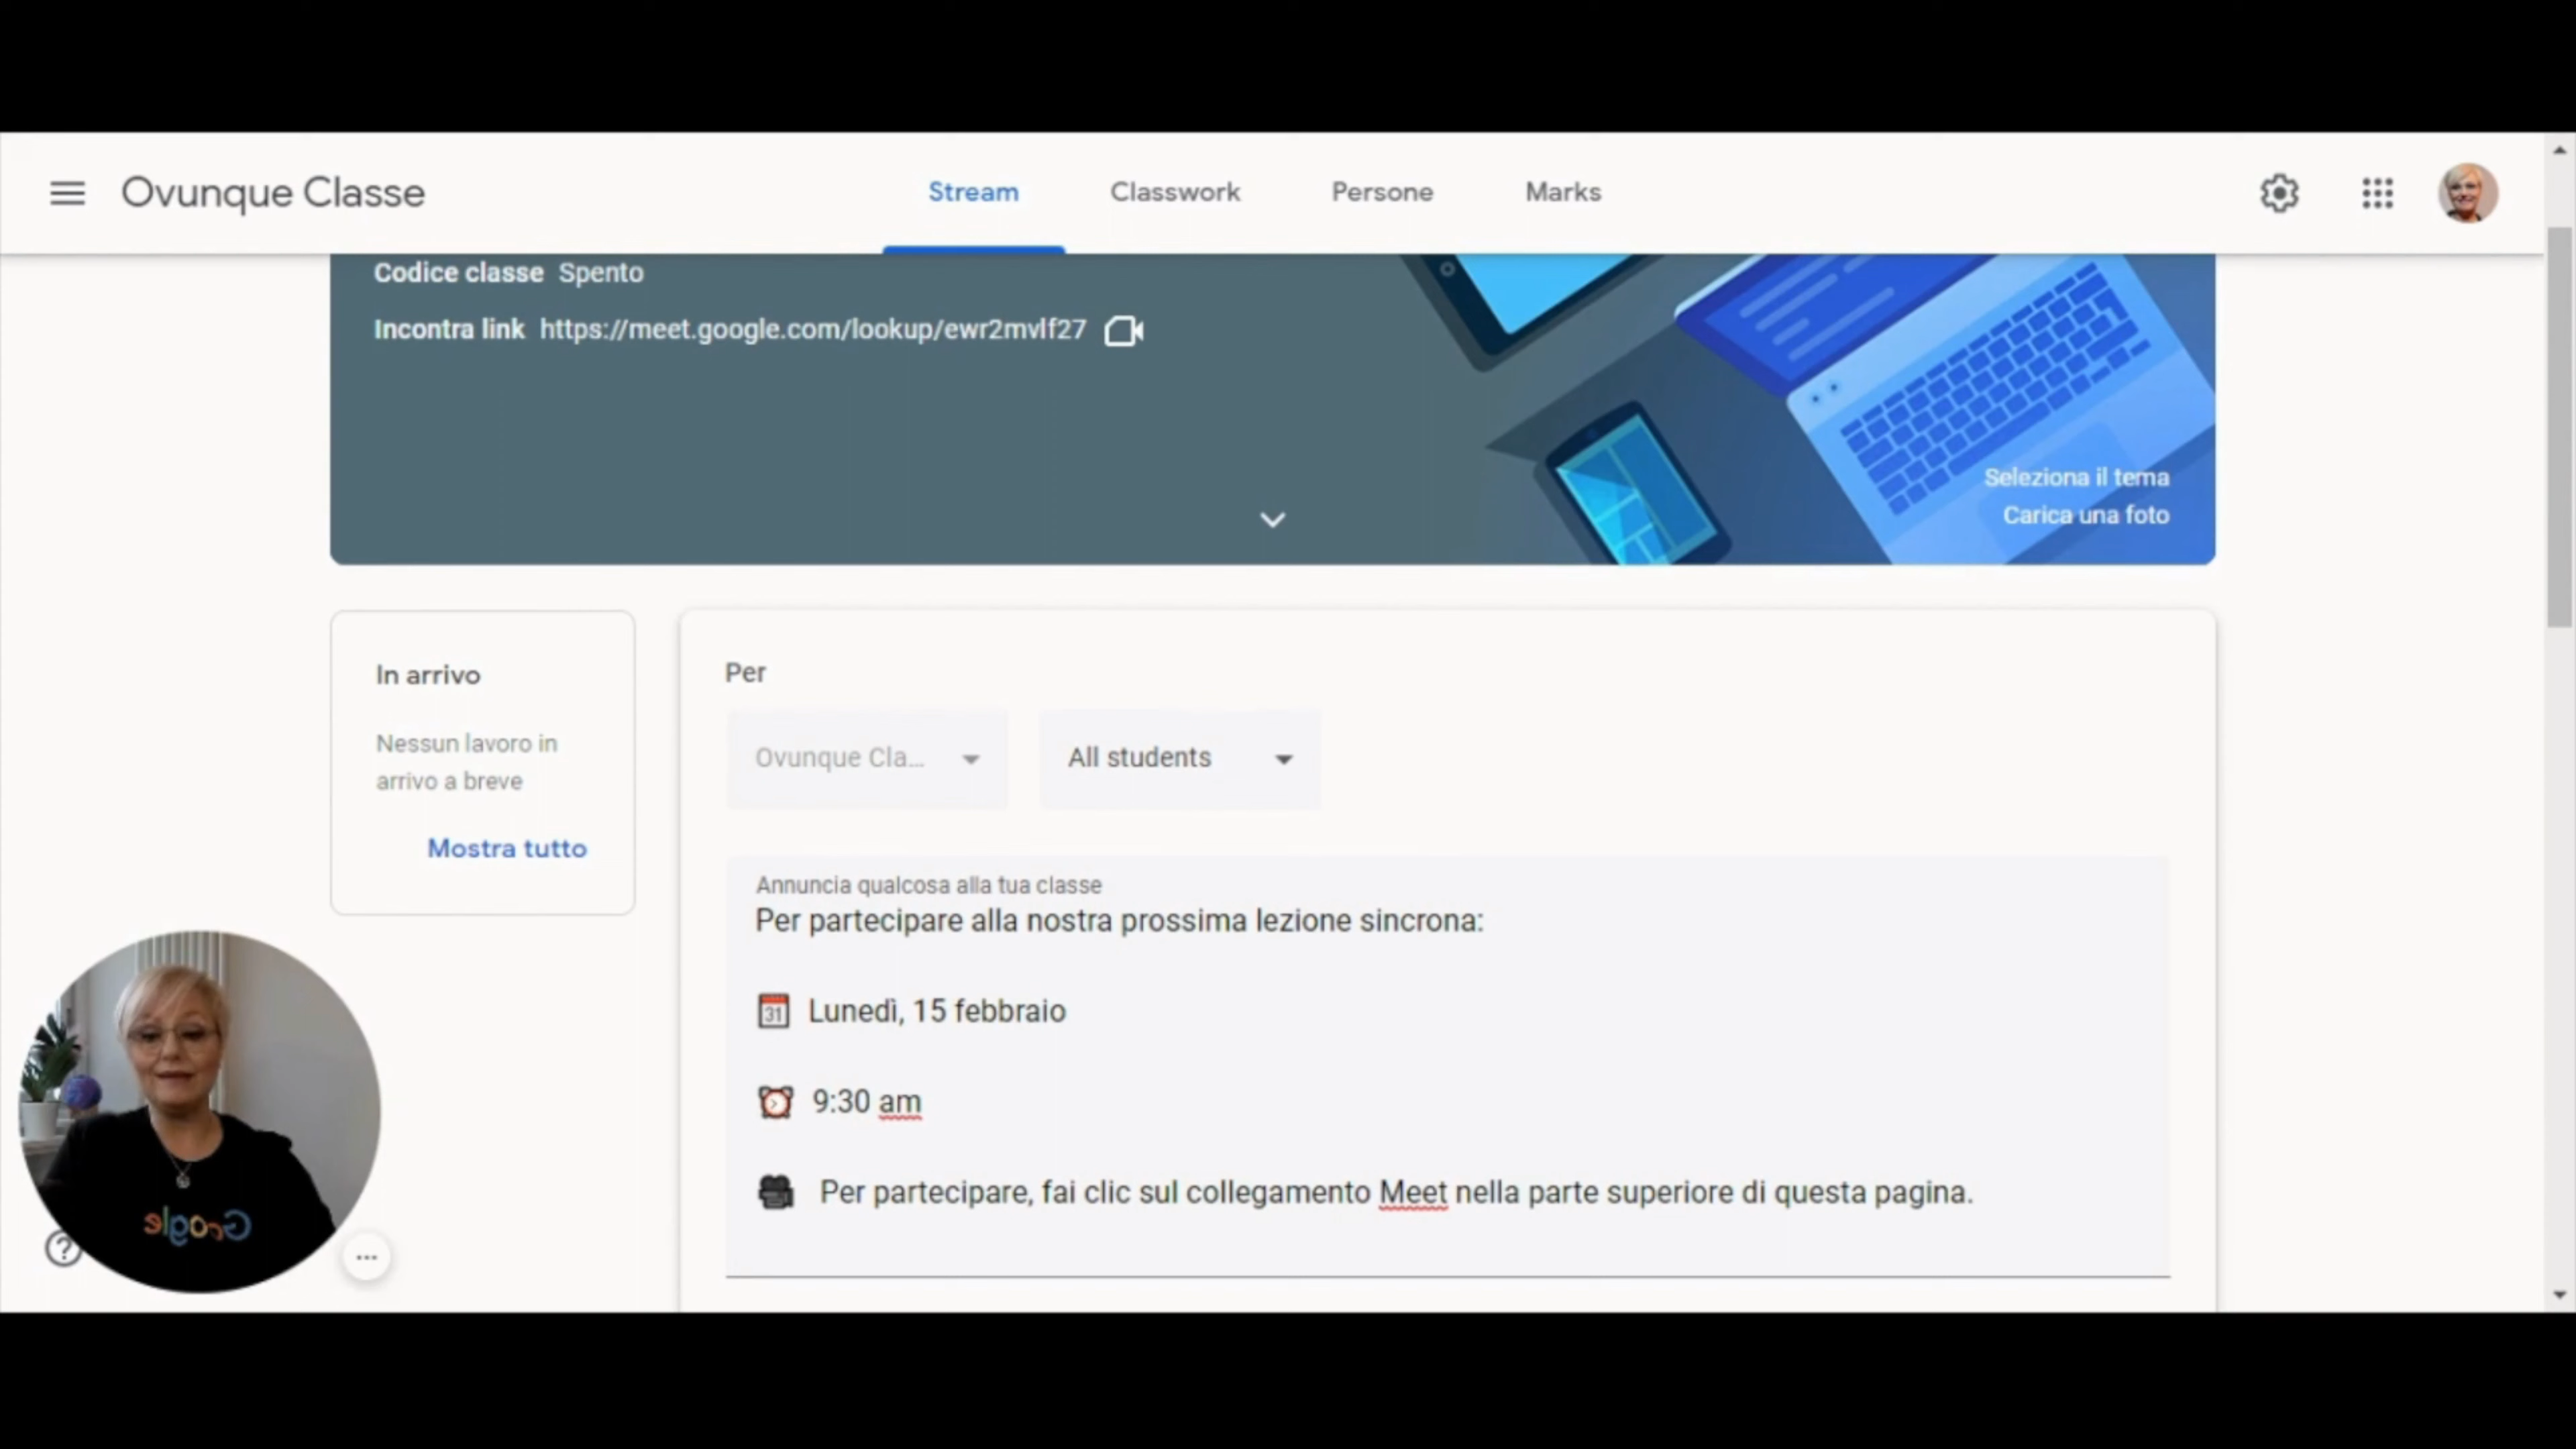 Ovunque Classe
Stream
Classwork
Persone
Marks
Codice classe Spento
Incontra link https://meet.google.com/lookup/ewr2mvlf27
Seleziona il tema
Carica una foto
In arrivo
Nessun lavoro in
arrivo a breve
Mostra tutto
Per
Ovunque Cla...
All students
Annuncia qualcosa alla tua classe
Per partecipare alla nostra prossima lezione sincrona:
31 Lunedì, 15 febbraio
9:30 am
Per partecipare, fai clic sul collegamento Meet nella parte superiore di questa pagina.
Google